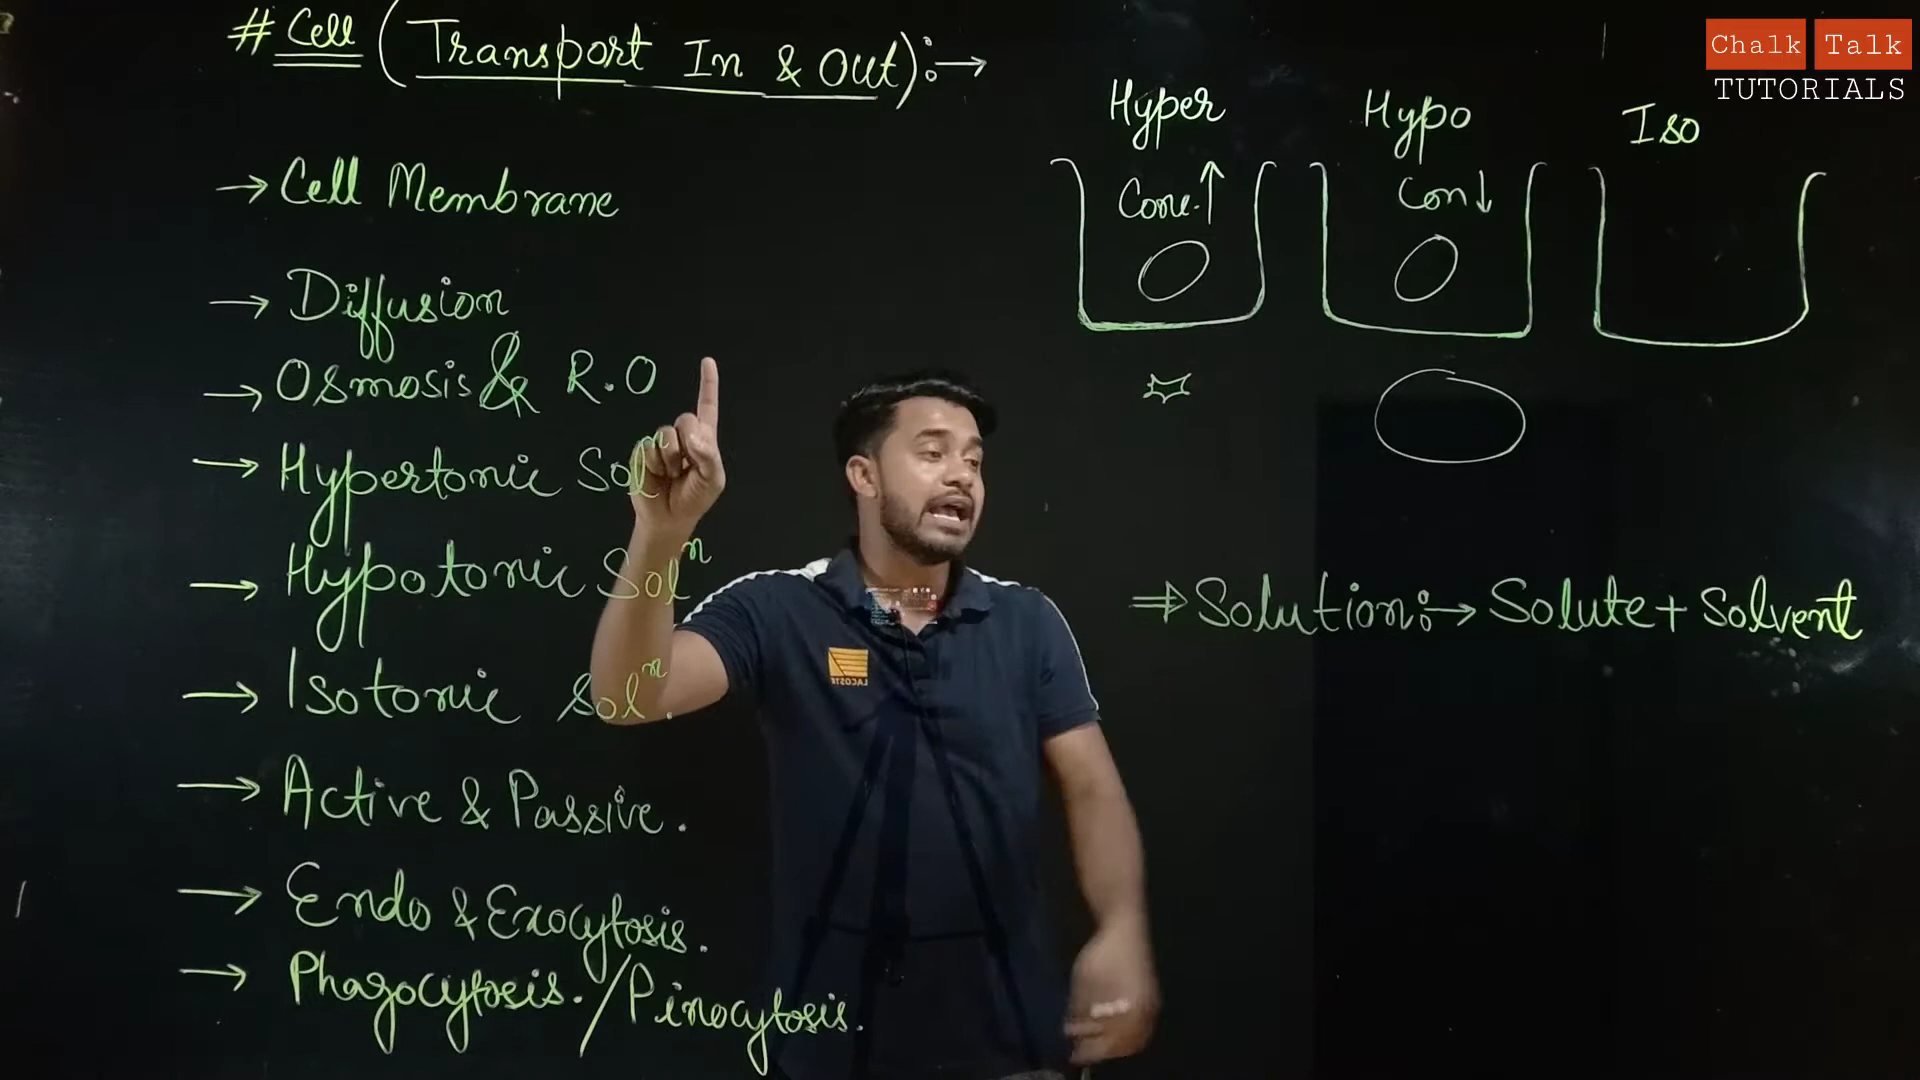 # Cell (Transport In & Out):→
→ Cell Membrane
→ Diffusion
→ Osmosis & R.O
→ Hypertonic Solⁿ
→ Hypotonic Solⁿ
→ Isotonic Solⁿ.
→ Active & Passive.
→ Endo & Exocytosis.
→ Phagocytosis./Pinocytosis.
Hyper
Conc.↑
Hypo
Con↓
Iso
⇒ Solution:→ Solute + Solvent
Chalk Talk
TUTORIALS
LACOSTE